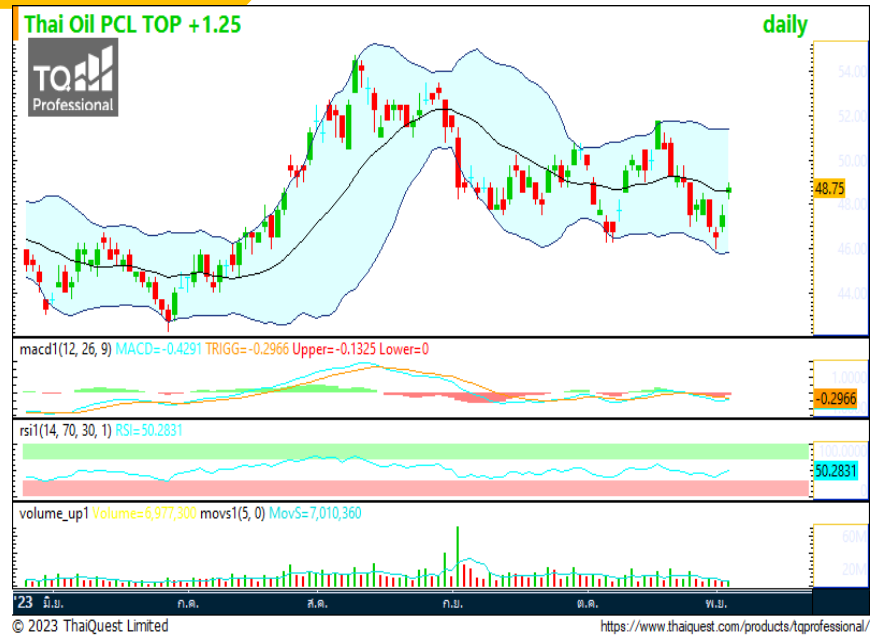 Thai Oil PCL TOP +1.25 daily
TQ
Professional
54.00
52.00
50.00
48.75
48.00
46.00
44.00
macd1(12, 26, 9) MACD=-0.4291 TRIGG=-0.2966 Upper=-0.1325 Lower=0
1.0000
-0.2966
rsi1(14, 70, 30, 1) RSI=50.2831
100.0000
50.2831
volume_up1 Volume=6,977,300 movs1(5, 0) MovS=7,010,360
60M
20M
'23 มิ.ย. ก.ค. ส.ค. ก.ย. ต.ค. พ.ย.
© 2023 ThaiQuest Limited https://www.thaiquest.com/products/tqprofessional/